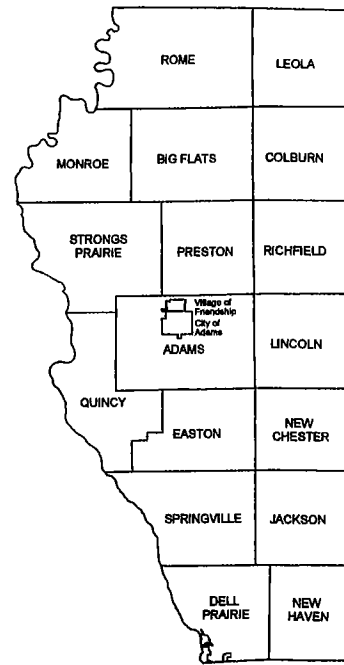 ROME
LEOLA
MONROE
BIG FLATS
COLBURN
STRONGS
PRAIRIE
PRESTON
RICHFIELD
Village of
Friendship
City of
Adams
ADAMS
LINCOLN
QUINCY
EASTON
NEW
CHESTER
SPRINGVILLE
JACKSON
DELL
PRAIRIE
NEW
HAVEN